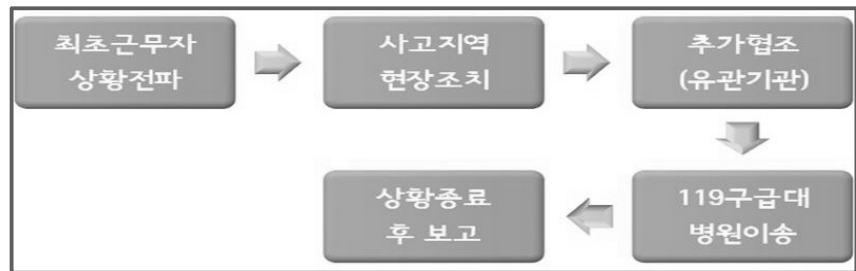 최초근무자
상황전파
사고지역
현장조치
추가협조
(유관기관)
119구급대
병원이송
상황종료
후 보고